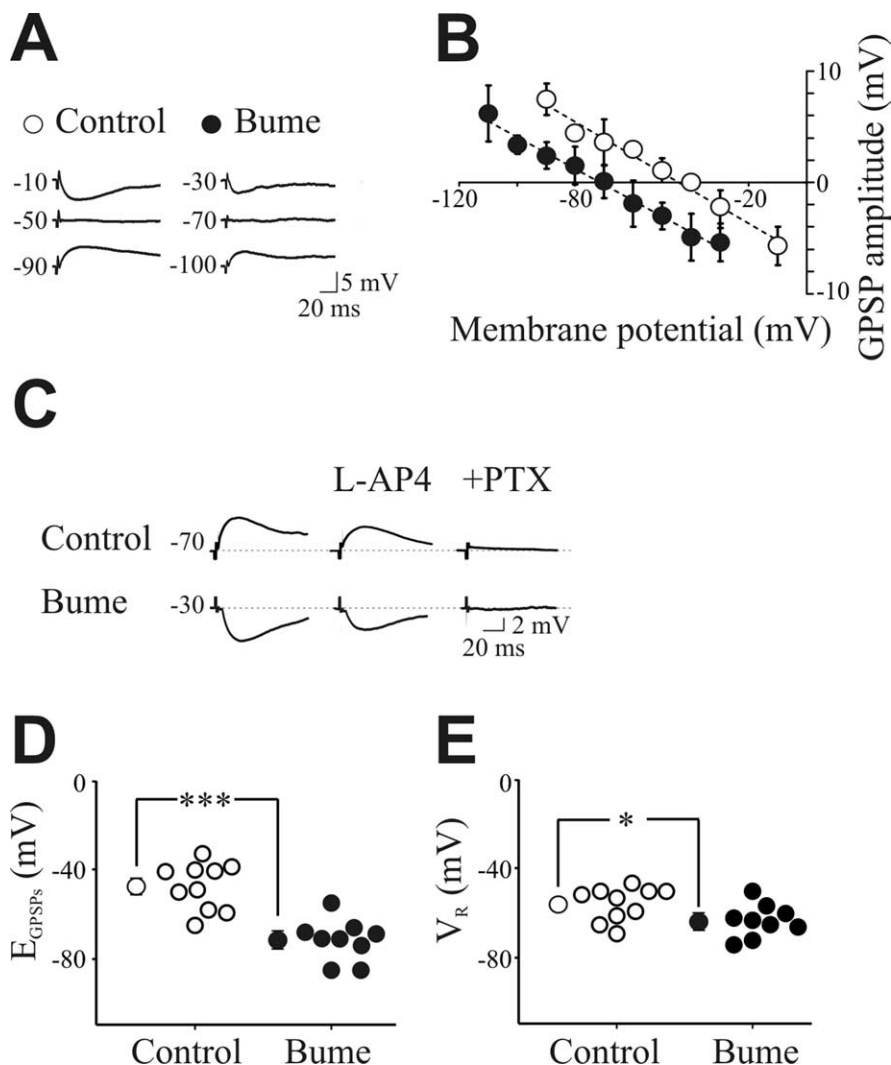 A
B
Control Bume
-10 -30
-50 -70
-90 -100
5 mV
20 ms
10
0
-10
-120 -80 -20
GPSP amplitude (mV)
Membrane potential (mV)
C
L-AP4 +PTX
Control -70
Bume -30
2 mV
20 ms
D
E
0
-40
-80
EGPSPs (mV)
***
Control Bume
0
-40
-80
VR (mV)
*
Control Bume